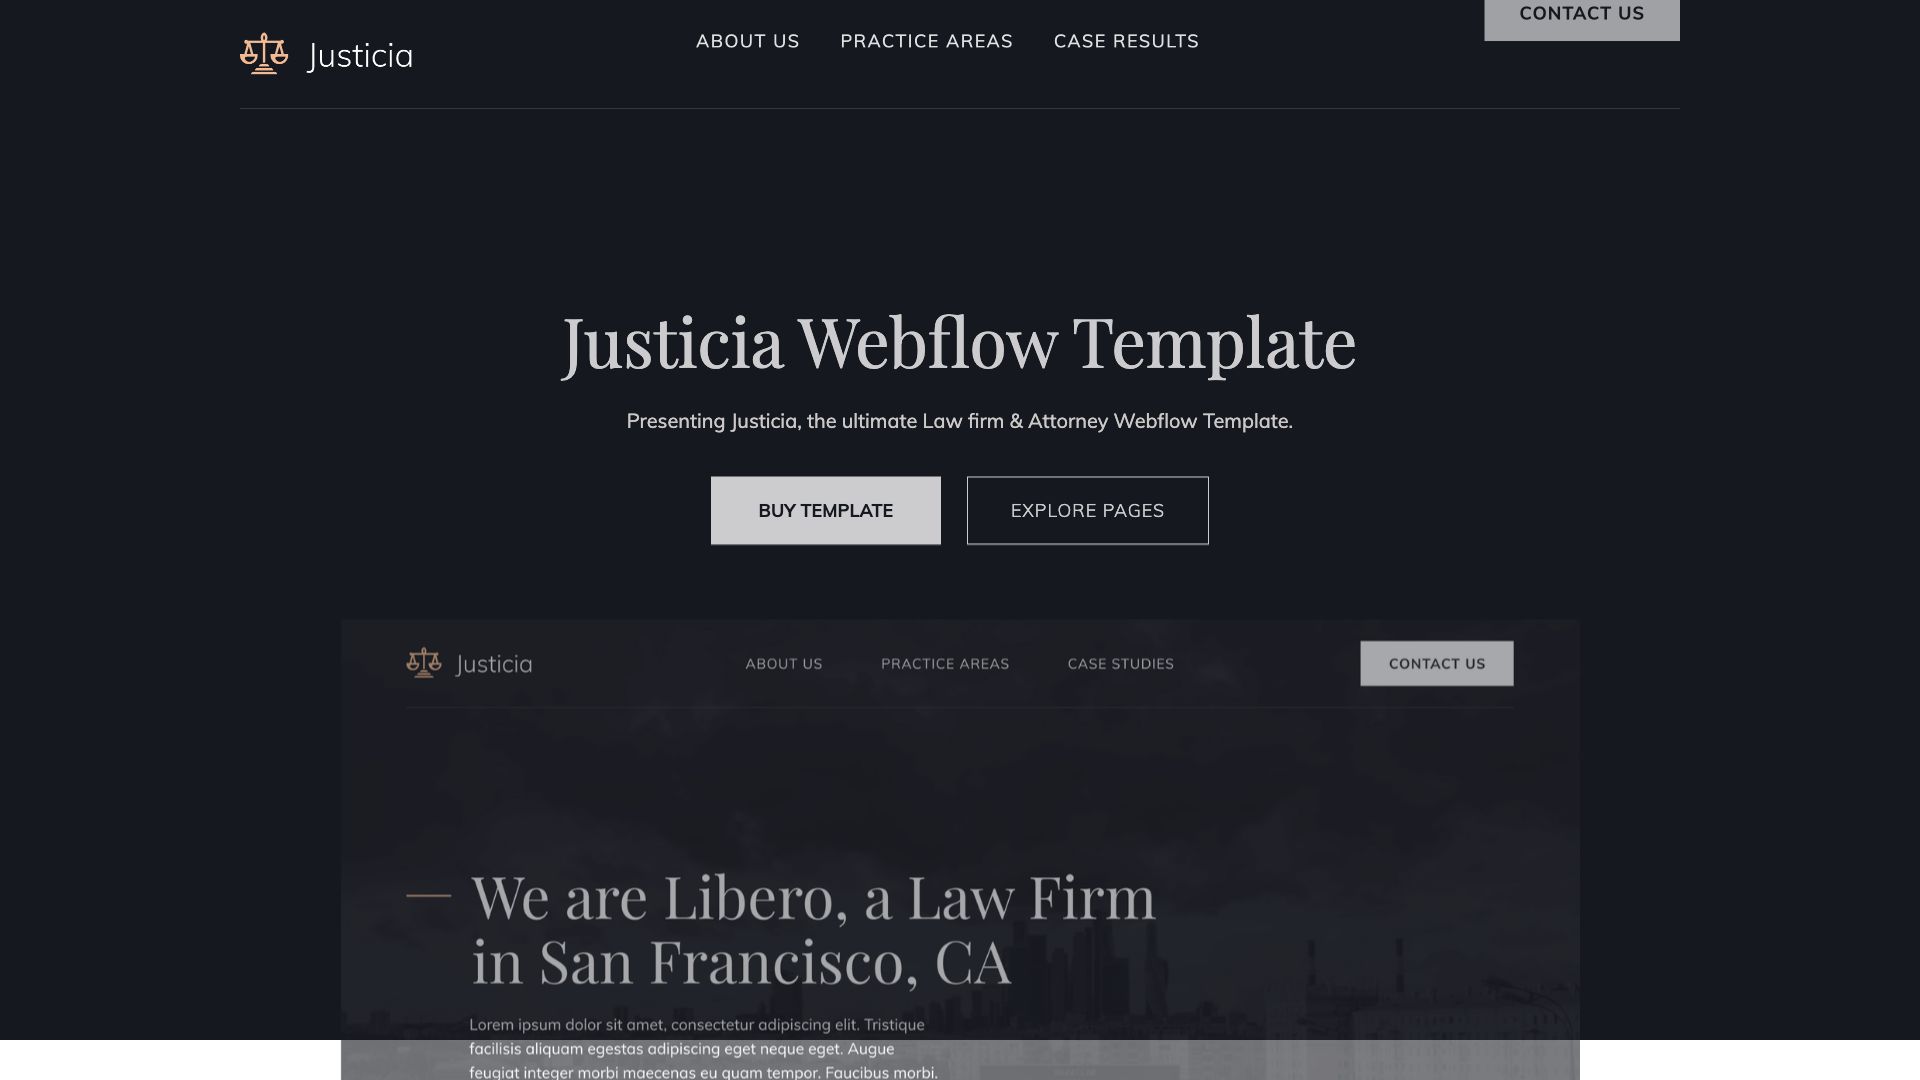 Justicia
ABOUT US
PRACTICE AREAS
CASE RESULTS
CONTACT US
Justicia Webflow Template
Presenting Justicia, the ultimate Law firm & Attorney Webflow Template.
BUY TEMPLATE
EXPLORE PAGES
Justicia
ABOUT US
PRACTICE AREAS
CASE STUDIES
CONTACT US
We are Libero, a Law Firm
in San Francisco, CA
Lorem ipsum dolor sit amet, consectetur adipiscing elit. Tristique
facilisis aliquam egestas adipiscing eget neque eget. Augue
feugiat integer morbi maecenas eu quam tempor. Faucibus morbi.